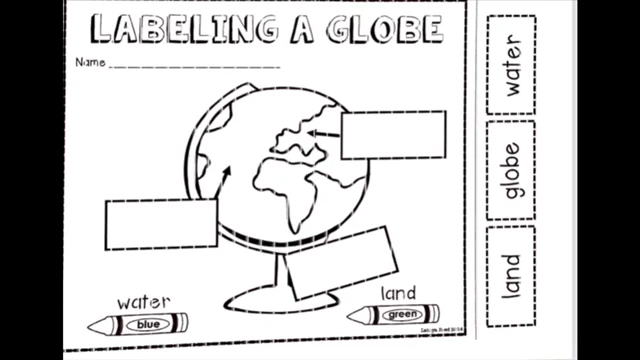 LABELING A GLOBE
Name
water
globe
land
water
blue
land
green